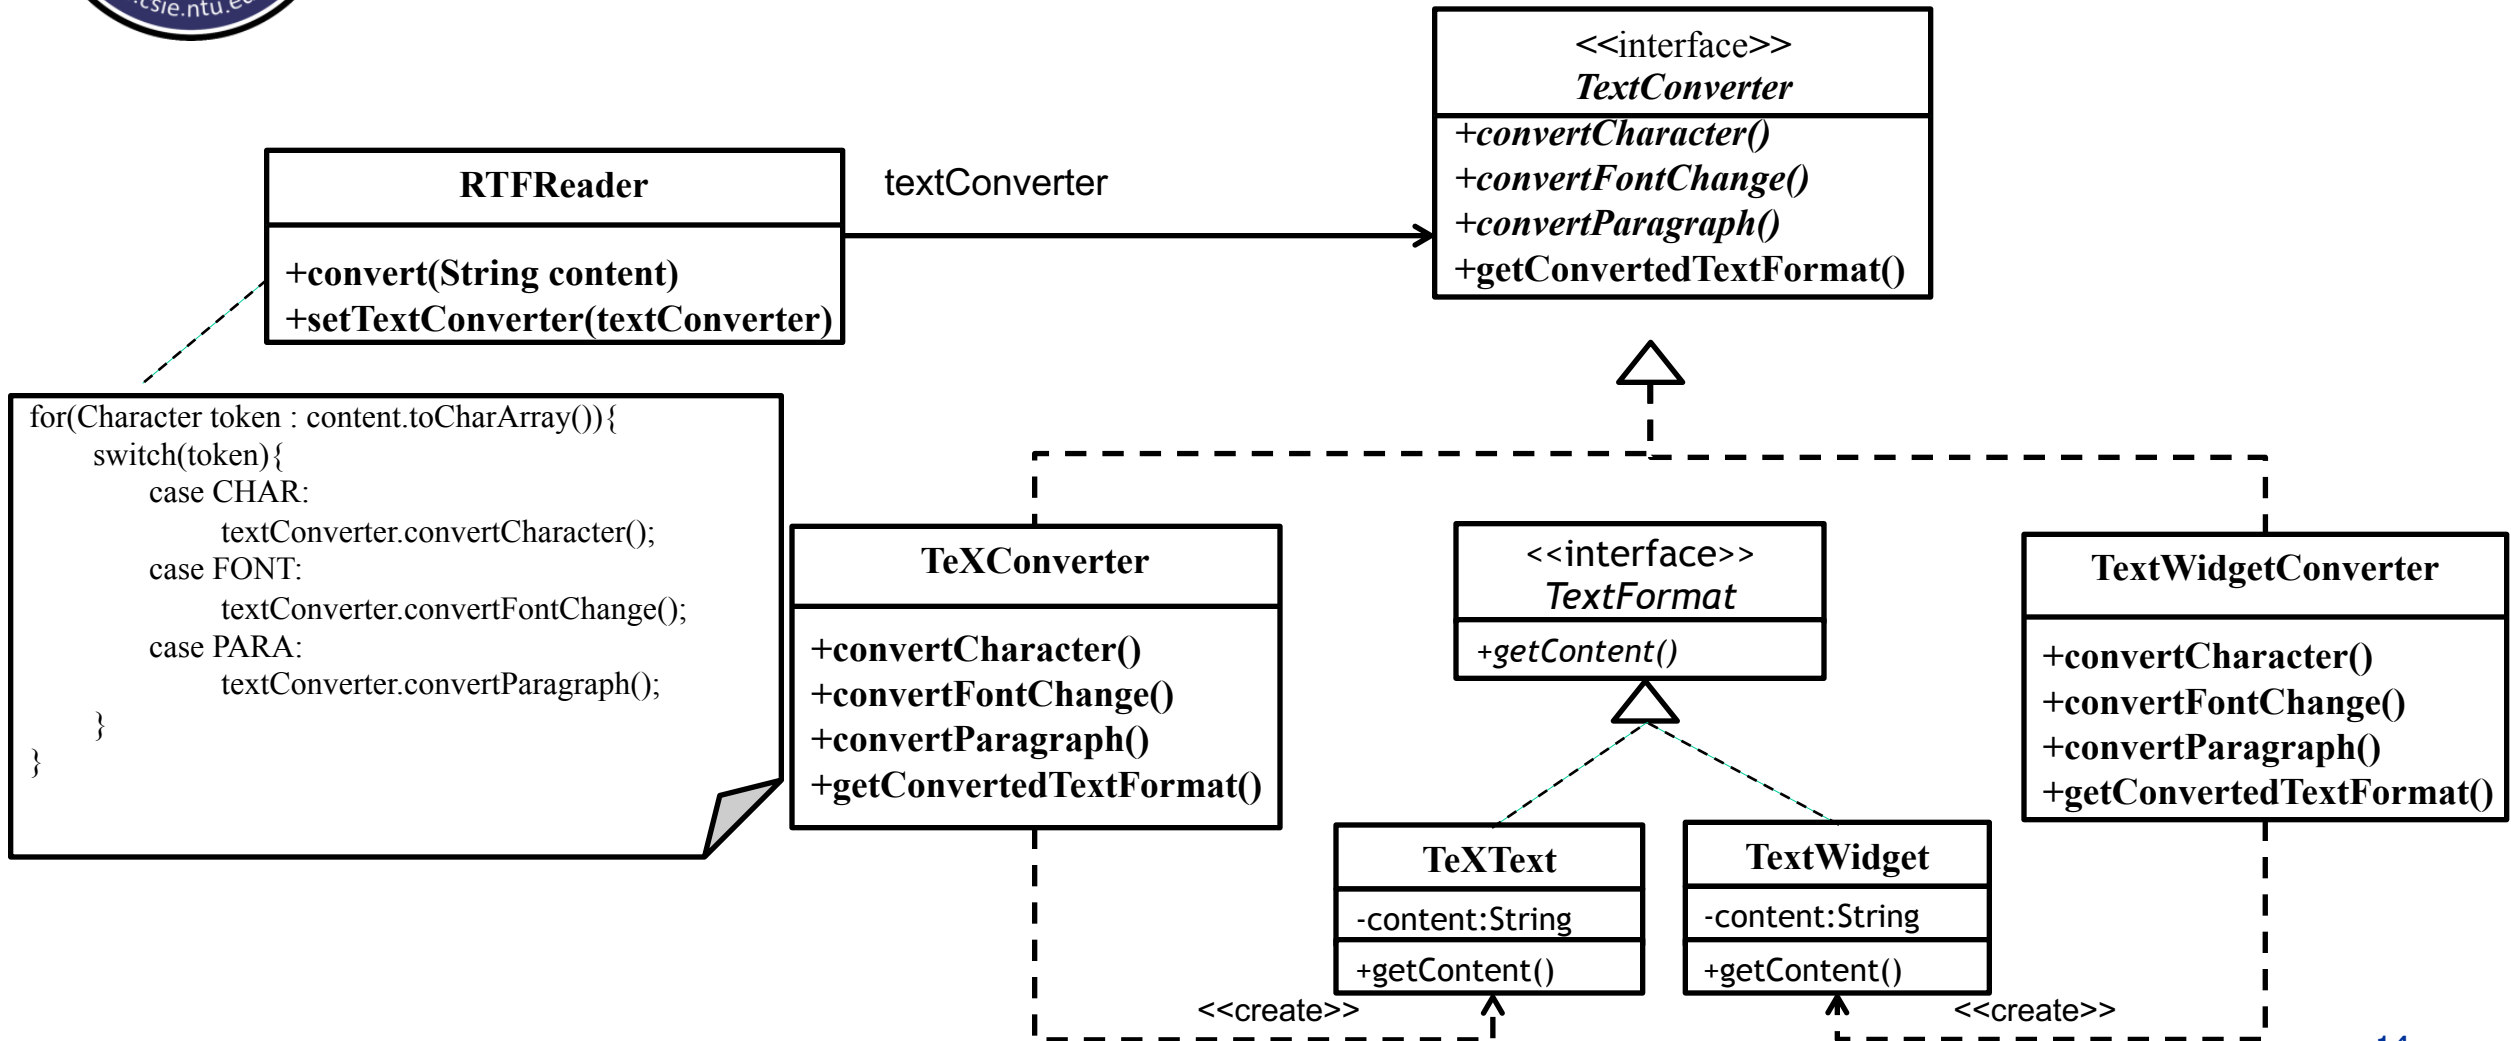 .csie.ntu.ed
<<interface>>
TextConverter
+convertCharacter()
+convertFontChange()
+convertParagraph()
+getConvertedTextFormat()
RTFReader
+convert(String content)
+setTextConverter(textConverter)
textConverter
for(Character token : content.toCharArray()){
switch(token){
case CHAR:
textConverter.convertCharacter();
case FONT:
textConverter.convertFontChange();
case PARA:
textConverter.convertParagraph();
}
}
TeXConverter
+convertCharacter()
+convertFontChange()
+convertParagraph()
+getConvertedTextFormat()
<<interface>>
TextFormat
+getContent()
TextWidgetConverter
+convertCharacter()
+convertFontChange()
+convertParagraph()
+getConvertedTextFormat()
TeXText
-content:String
+getContent()
TextWidget
-content:String
+getContent()
<<create>>
<<create>>